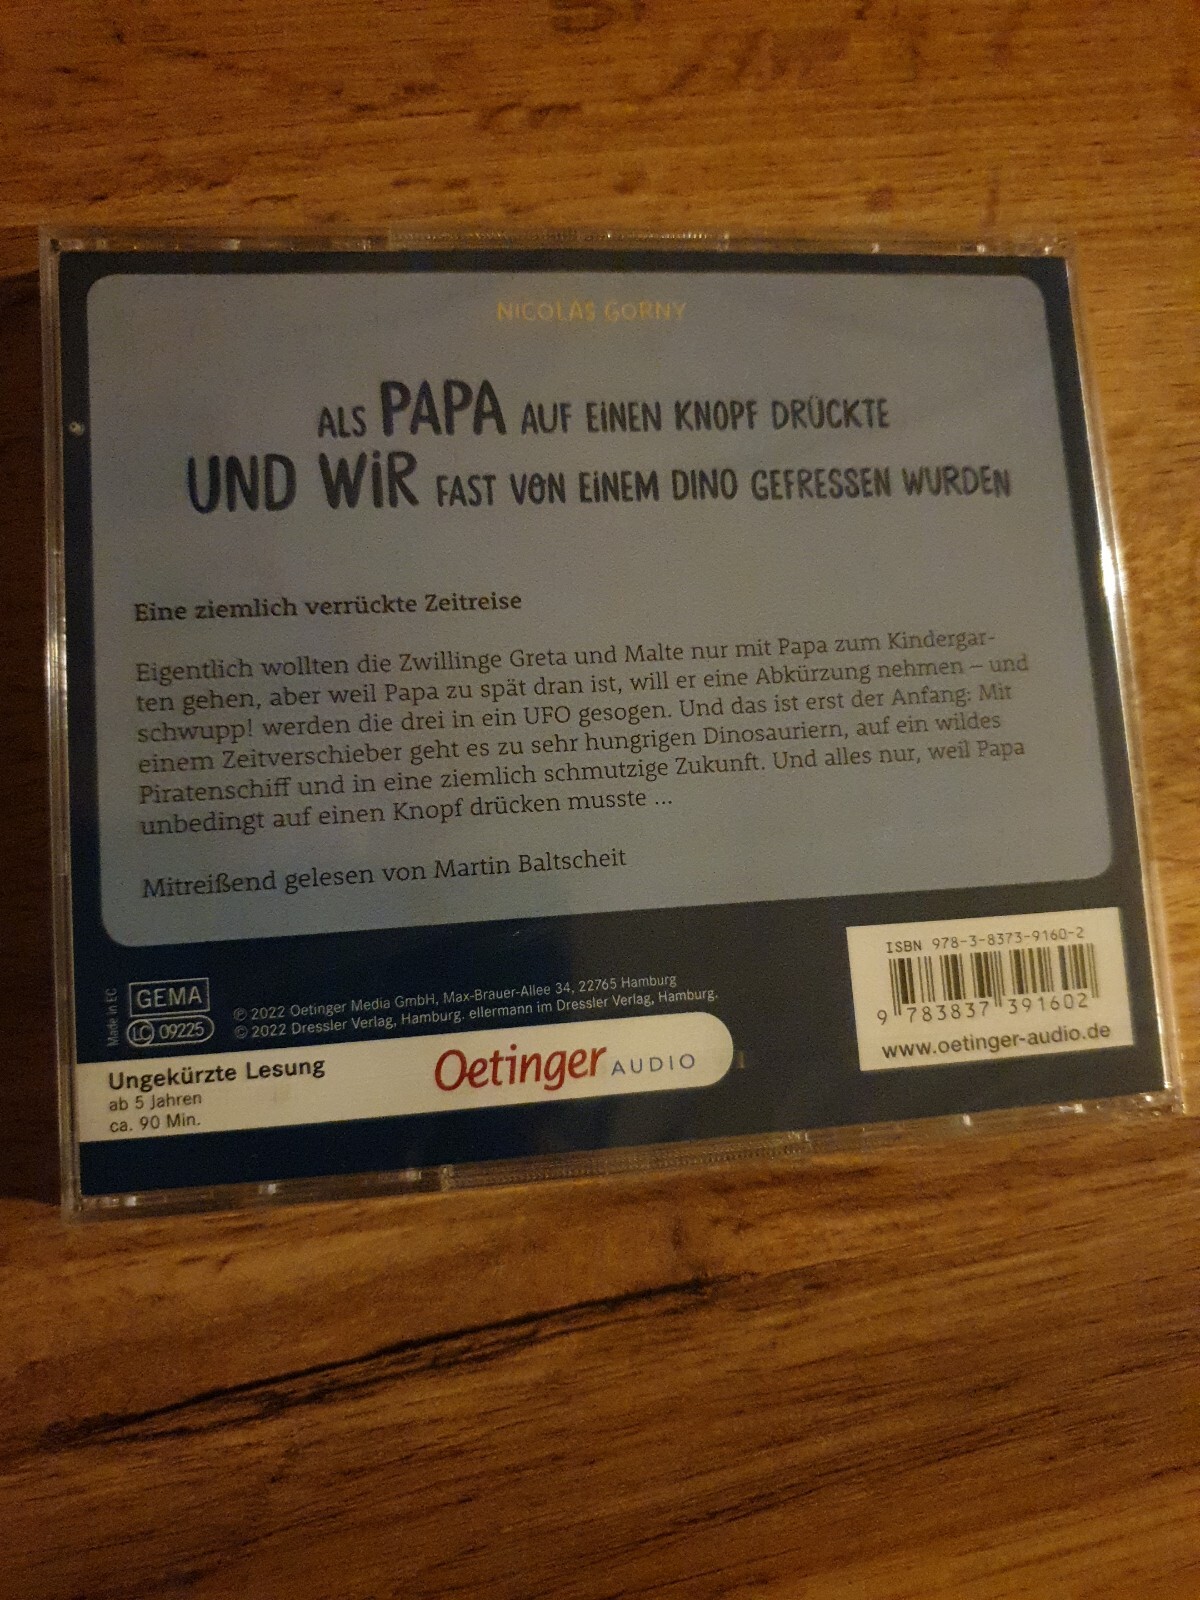 NICOLAS GORNY
ALS PAPA AUF EINEN KNOPF DRÜCKTE
UND WIR FAST VON EINEM DINO GEFRESSEN WURDEN
Eine ziemlich verrückte Zeitreise
Eigentlich wollten die Zwillinge Greta und Malte nur mit Papa zum Kindergar-
ten gehen, aber weil Papa zu spät dran ist, will er eine Abkürzung nehmen – und
schwupp! werden die drei in ein UFO gesogen. Und das ist erst der Anfang: Mit
einem Zeitverschieber geht es zu sehr hungrigen Dinosauriern, auf ein wildes
Piratenschiff und in eine ziemlich schmutzige Zukunft. Und alles nur, weil Papa
unbedingt auf einen Knopf drücken musste ...
Mitreißend gelesen von Martin Baltscheit
Made in EC
GEMA
LC 09225
℗ 2022 Oetinger Media GmbH, Max-Brauer-Allee 34, 22765 Hamburg
© 2022 Dressler Verlag, Hamburg. ellermann im Dressler Verlag, Hamburg.
Ungekürzte Lesung
ab 5 Jahren
ca. 90 Min.
Oetinger AUDIO
ISBN 978-3-8373-9160-2
9 783837 391602
www.oetinger-audio.de